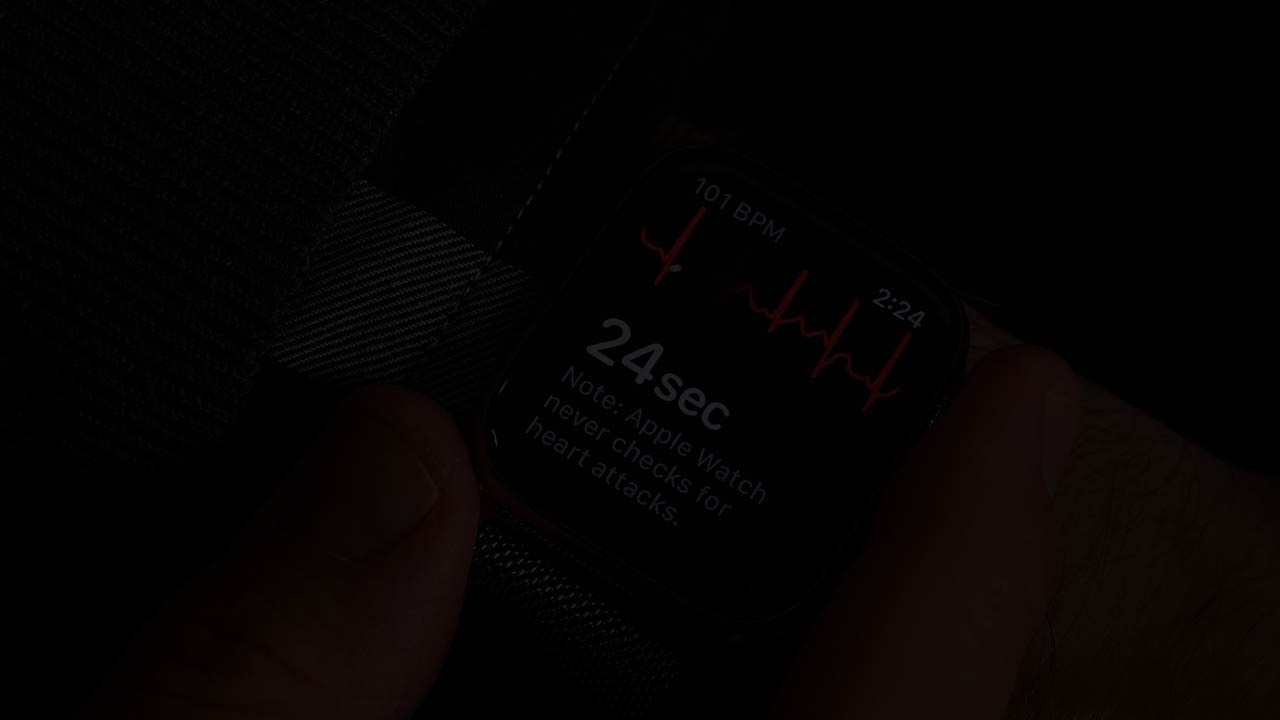 101 BPM
2:24
24sec
Note: Apple Watch
never checks for
heart attacks.